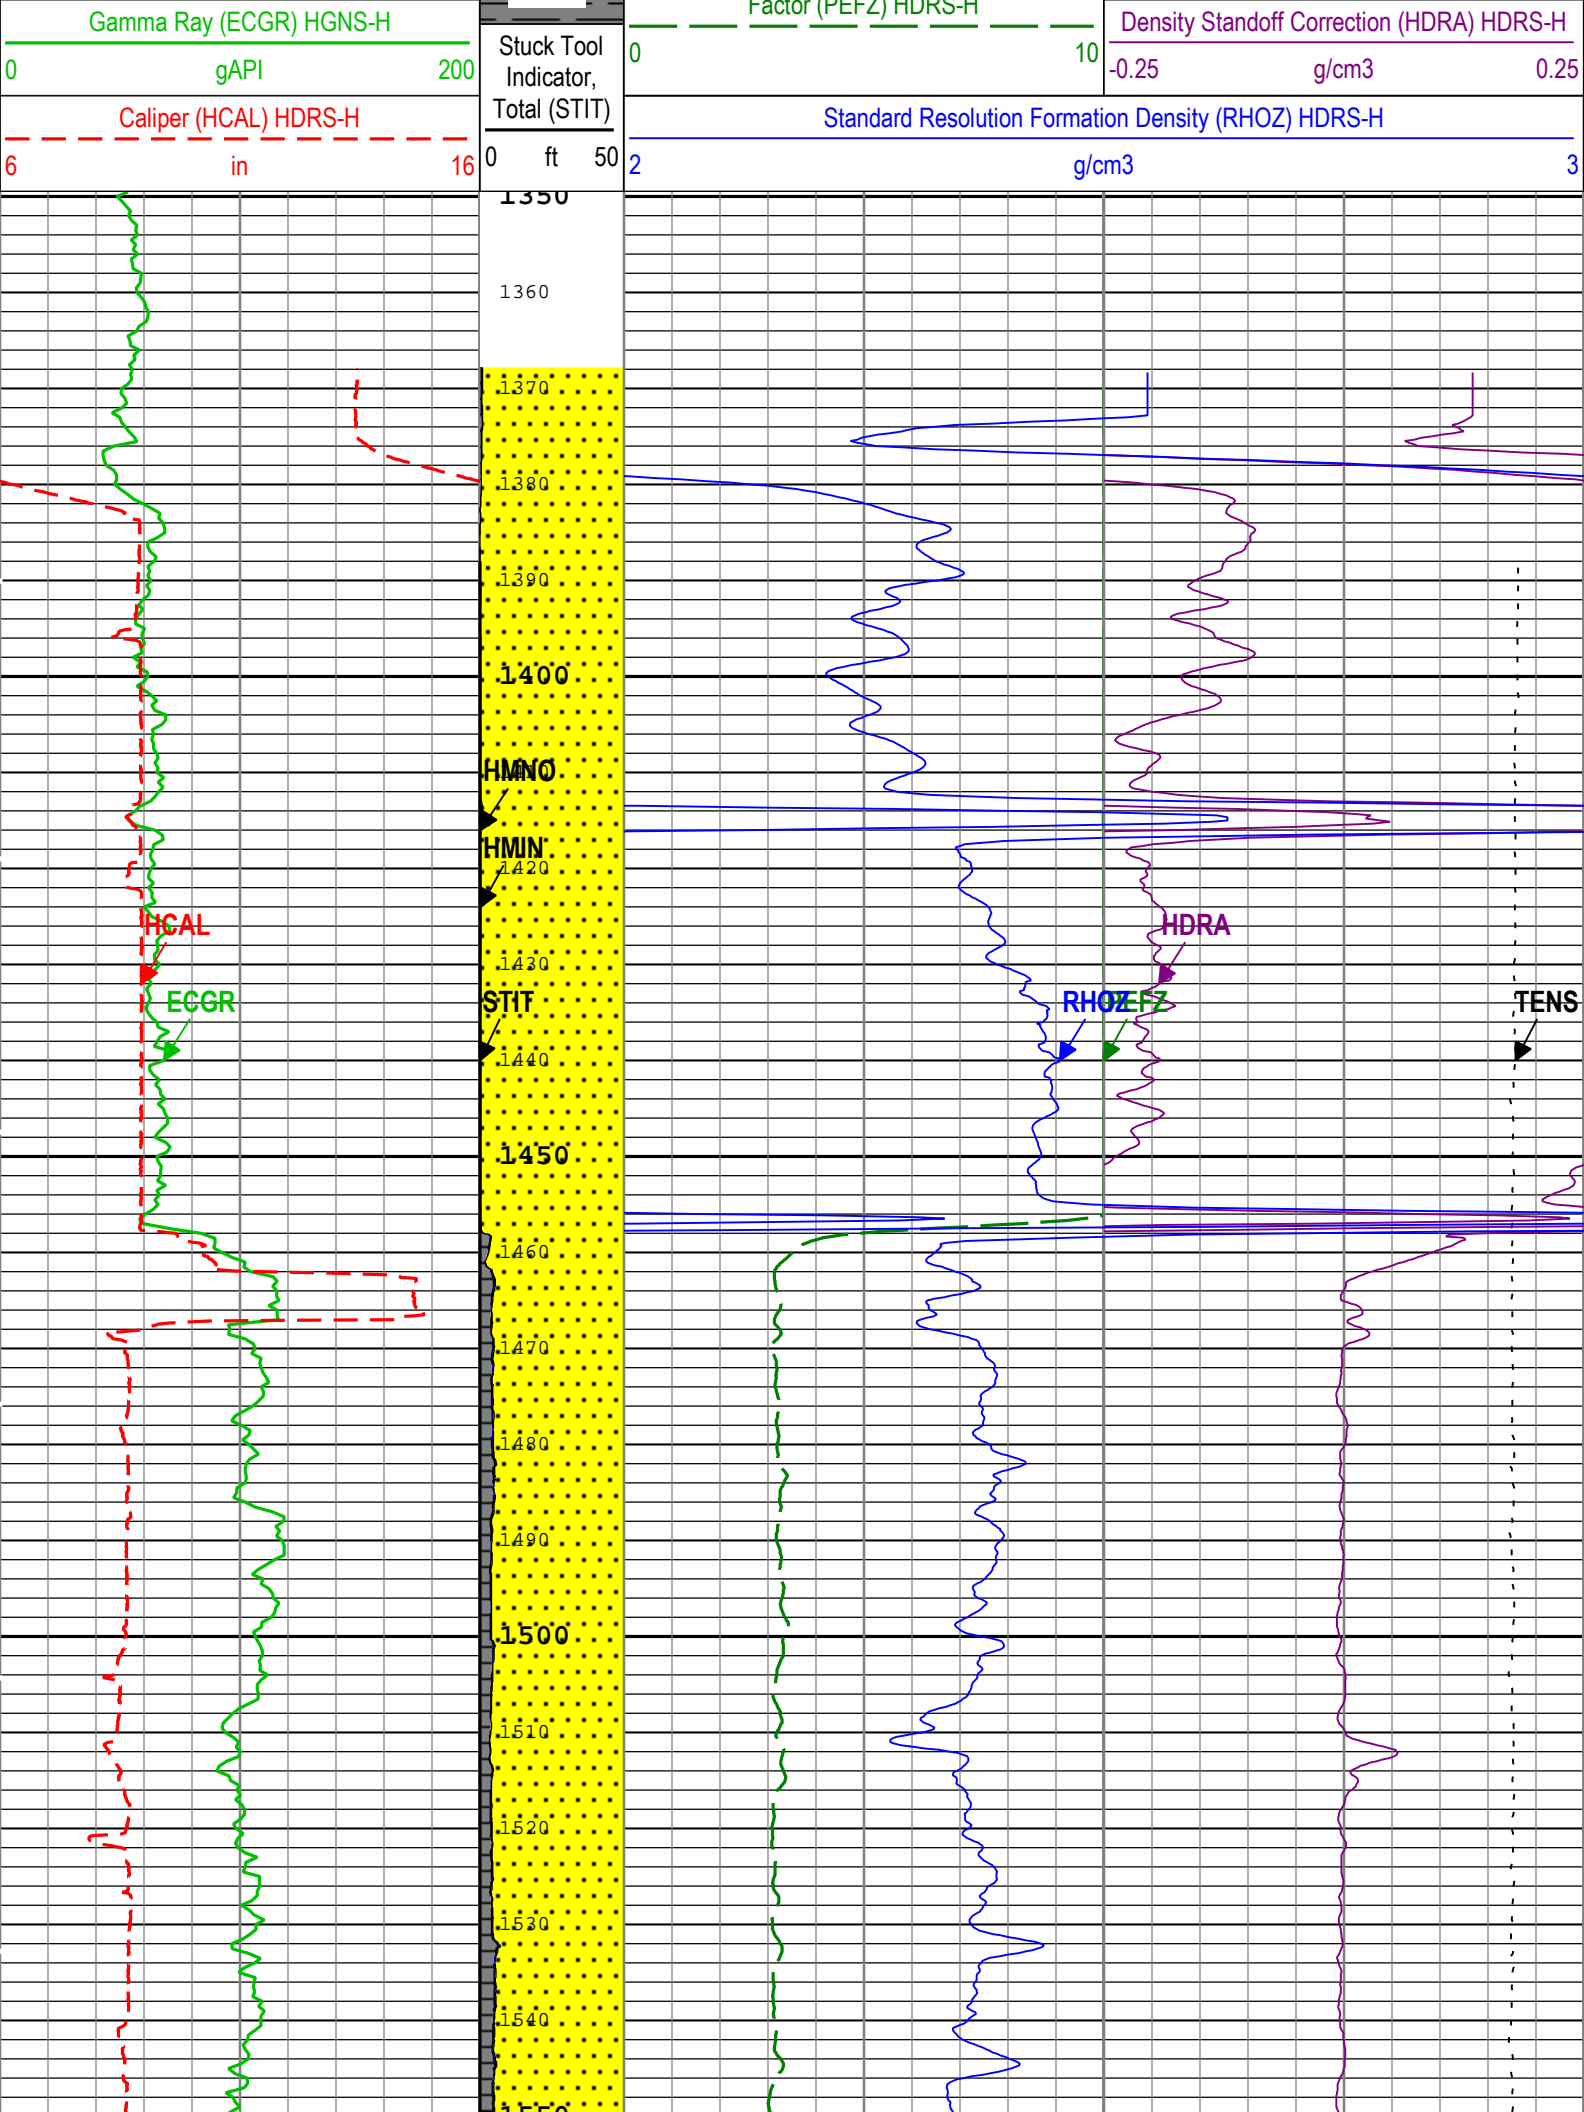 Gamma Ray (ECGR) HGNS-H
0 gAPI 200
Caliper (HCAL) HDRS-H
6 in 16
Stuck Tool
Indicator,
Total (STIT)
0 ft 50
Factor (PEFZ) HDRS-H
0 10
Density Standoff Correction (HDRA) HDRS-H
-0.25 g/cm3 0.25
Standard Resolution Formation Density (RHOZ) HDRS-H
2 g/cm3 3
1350
1360
1370
1380
1390
1400
HMNO
HMIN
1420
HCAL
HDRA
1430
ECGR
STIT
RHOZ
PEFZ
TENS
1440
1450
1460
1470
1480
1490
1500
1510
1520
1530
1540
1550